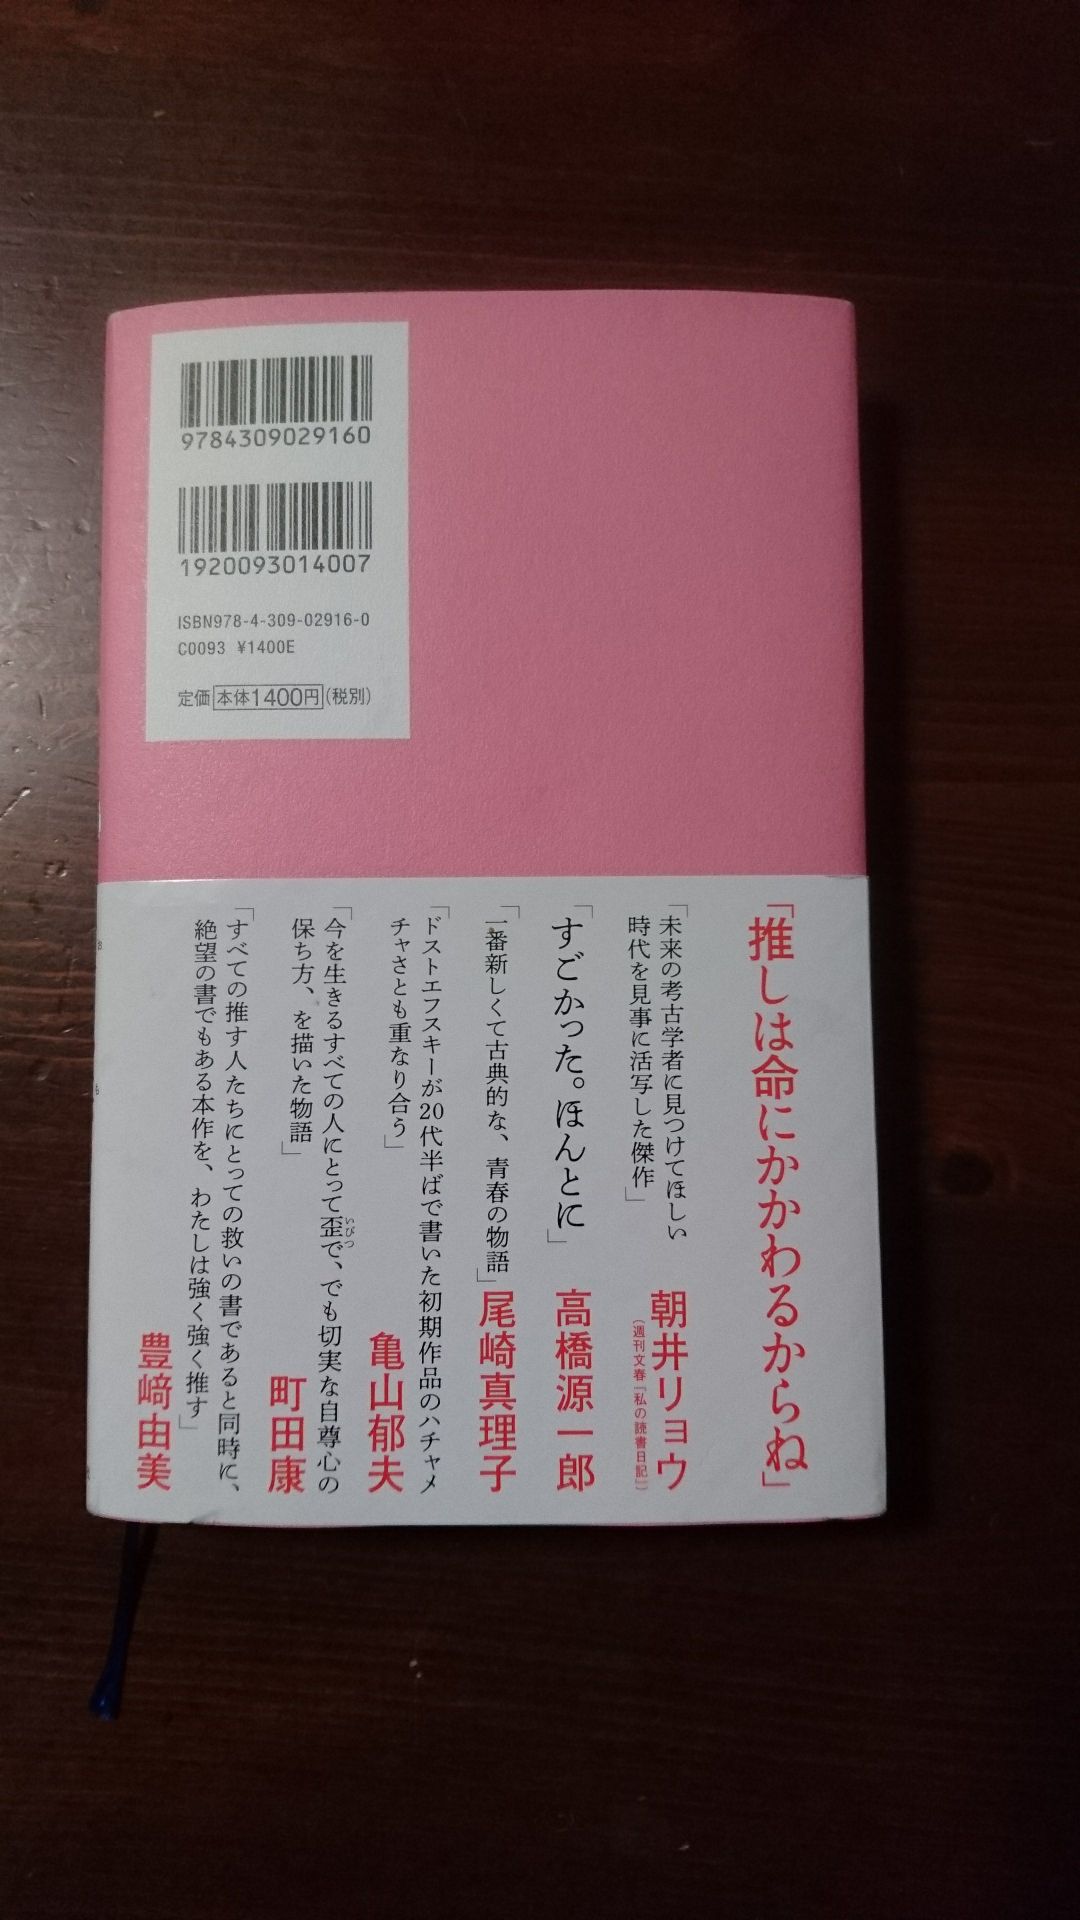 9784309029160
1920093014007
ISBN978-4-309-02916-0
C0093 ¥1400E
定価 本体1400円(税別)
「推しは命にかかわるからね」
「未来の考古学者に見つけてほしい
時代を見事に活写した傑作」
朝井リョウ
(週刊文春「私の読書日記」)
「すごかった。ほんとに」
高橋源一郎
「一番新しくて古典的な、青春の物語」
尾崎真理子
「ドストエフスキーが20代半ばで書いた初期作品のハチャメ
チャさとも重なり合う」
亀山郁夫
「今を生きるすべての人にとって歪で、でも切実な自尊心の
いびつ
保ち方、を描いた物語」
町田康
「すべての推す人たちにとっての救いの書であると同時に、
絶望の書でもある本作を、わたしは強く強く推す」
豊﨑由美